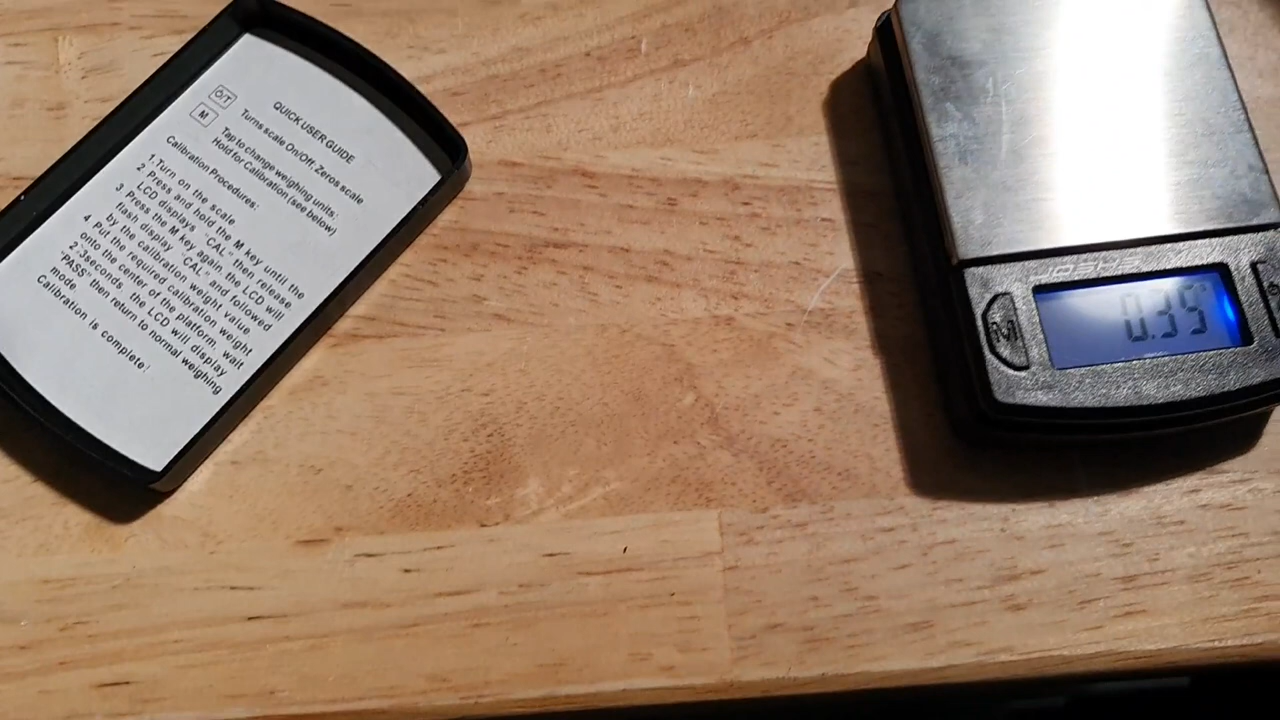 QUICK USER GUIDE
O/T Turns scale On/Off; Zeros scale
M Tap to change weighing units;
Hold for Calibration (see below)
Calibration Procedures:
1.Turn on the scale
2 Press and hold the M key until the
LCD displays "CAL" then release
3 Press the M key again, the LCD will
flash display "CAL" and followed
by the calibration weight value
4 Put the required calibration weight
onto the center of the platform, wait
2-3seconds, the LCD will display
"PASS" then return to normal weighing
mode.
Calibration is complete!
M
0.35